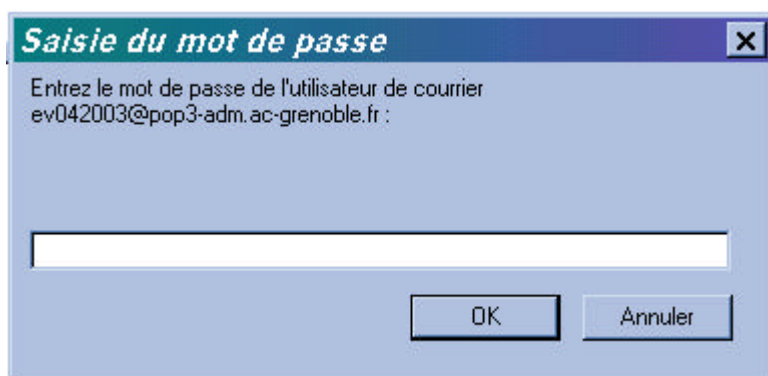 Saisie du mot de passe
Entrez le mot de passe de l'utilisateur de courrier
ev042003@pop3-adm.ac-grenoble.fr :
OK
Annuler